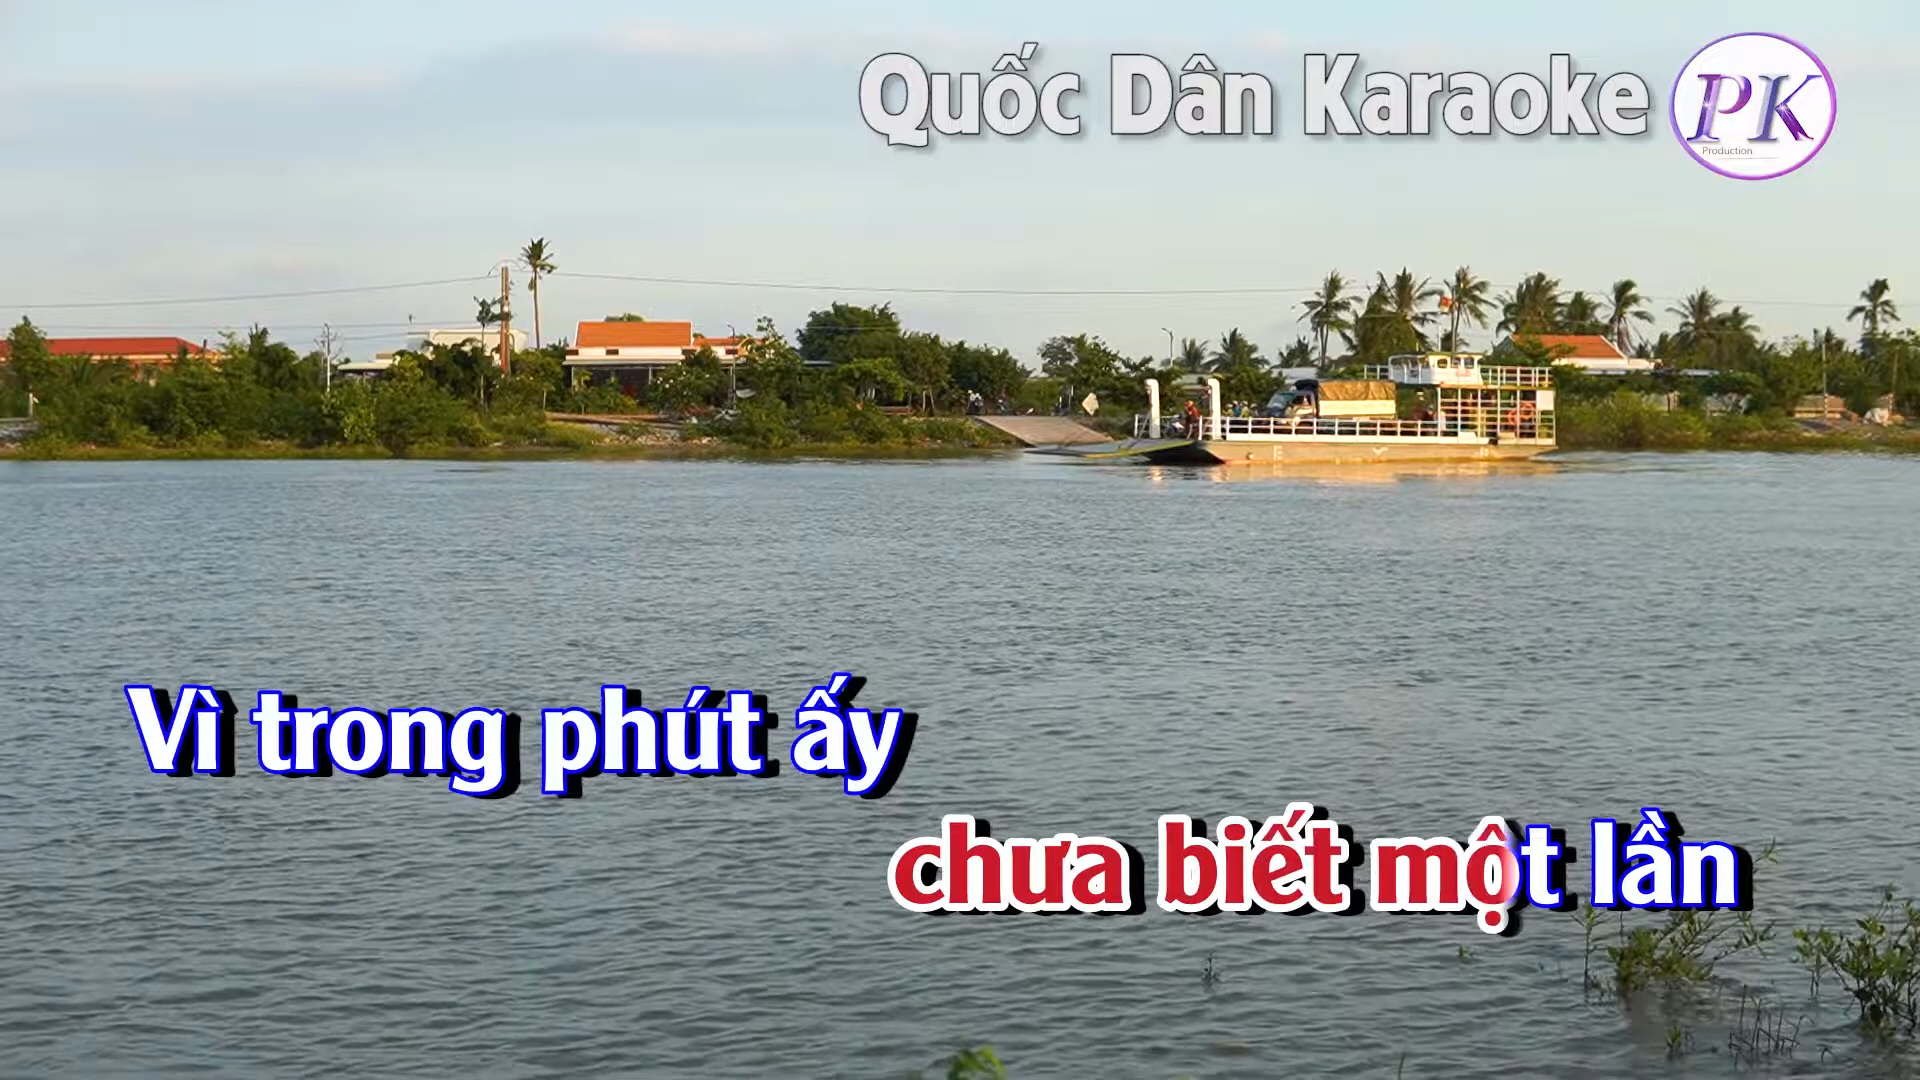 Quốc Dân Karaoke
PK
Production
Vì trong phút ấy
chưa biết một lần